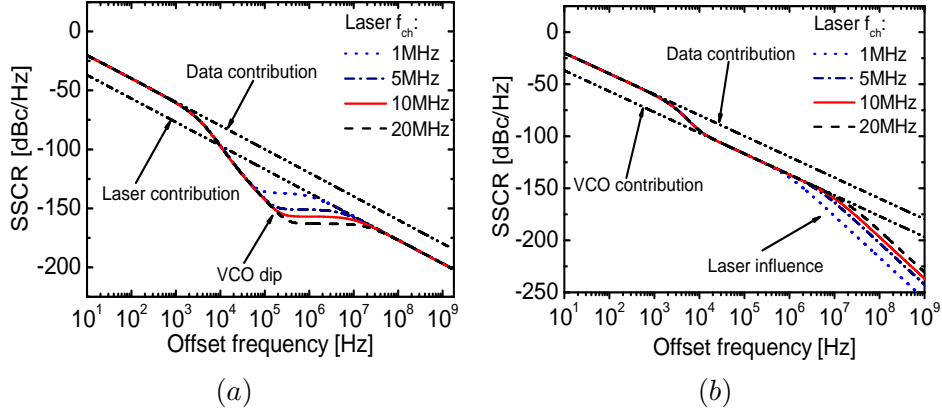 Laser f_ch:
1MHz
5MHz
10MHz
20MHz
Data contribution
Laser contribution
VCO dip
SSCR [dBc/Hz]
0
-50
-100
-150
-200
10^1 10^2 10^3 10^4 10^5 10^6 10^7 10^8 10^9
Offset frequency [Hz]
(a)
Laser f_ch:
1MHz
5MHz
10MHz
20MHz
Data contribution
VCO contribution
Laser influence
SSCR [dBc/Hz]
0
-50
-100
-150
-200
-250
10^1 10^2 10^3 10^4 10^5 10^6 10^7 10^8 10^9
Offset frequency [Hz]
(b)